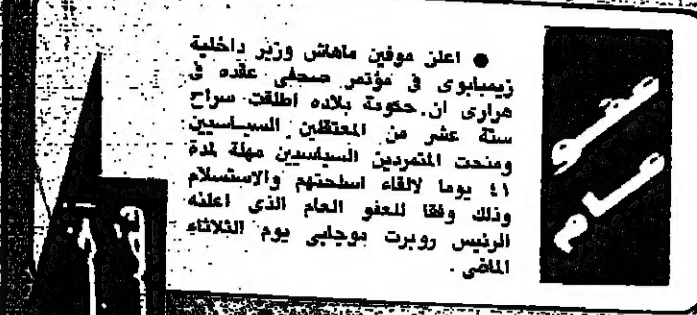 عفو
عام
● اعلن موفين ماهاش وزير داخلية
زيمبابوى فى مؤتمر صحفى عقده فى
هرارى ان حكومة بلاده اطلقت سراح
ستة عشر من المعتقلين السياسيين
ومنحت المتمردين السياسيين مهلة لمدة
٤١ يوما لالقاء اسلحتهم والاستسلام
وذلك وفقا للعفو العام الذى اعلنه
الرئيس روبرت موجابى يوم الثلاثاء
الماضى .